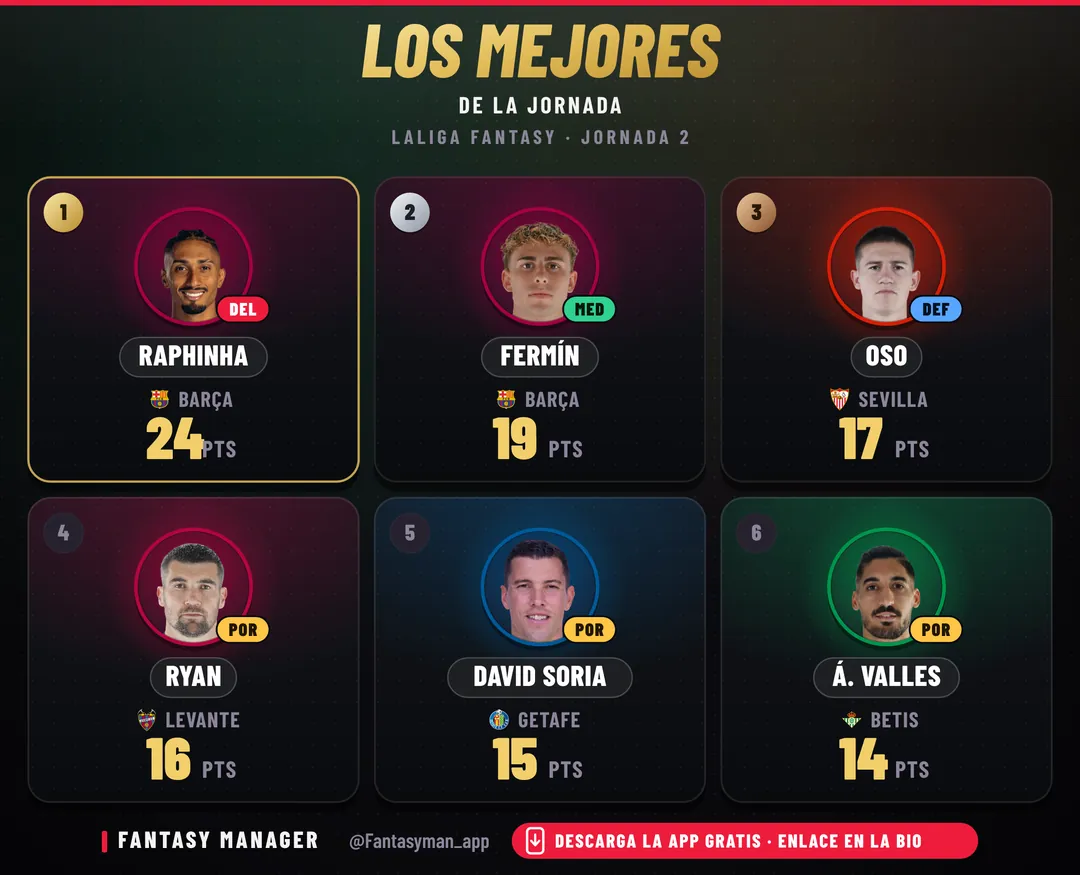 LOS MEJORES
DE LA JORNADA
LALIGA FANTASY · JORNADA 2
1
DEL
RAPHINHA
BARÇA
24 PTS
2
MED
FERMÍN
BARÇA
19 PTS
3
DEF
OSO
SEVILLA
17 PTS
4
POR
RYAN
LEVANTE
16 PTS
5
POR
DAVID SORIA
GETAFE
15 PTS
6
POR
Á. VALLES
BETIS
14 PTS
FANTASY MANAGER @Fantasyman_app DESCARGA LA APP GRATIS · ENLACE EN LA BIO